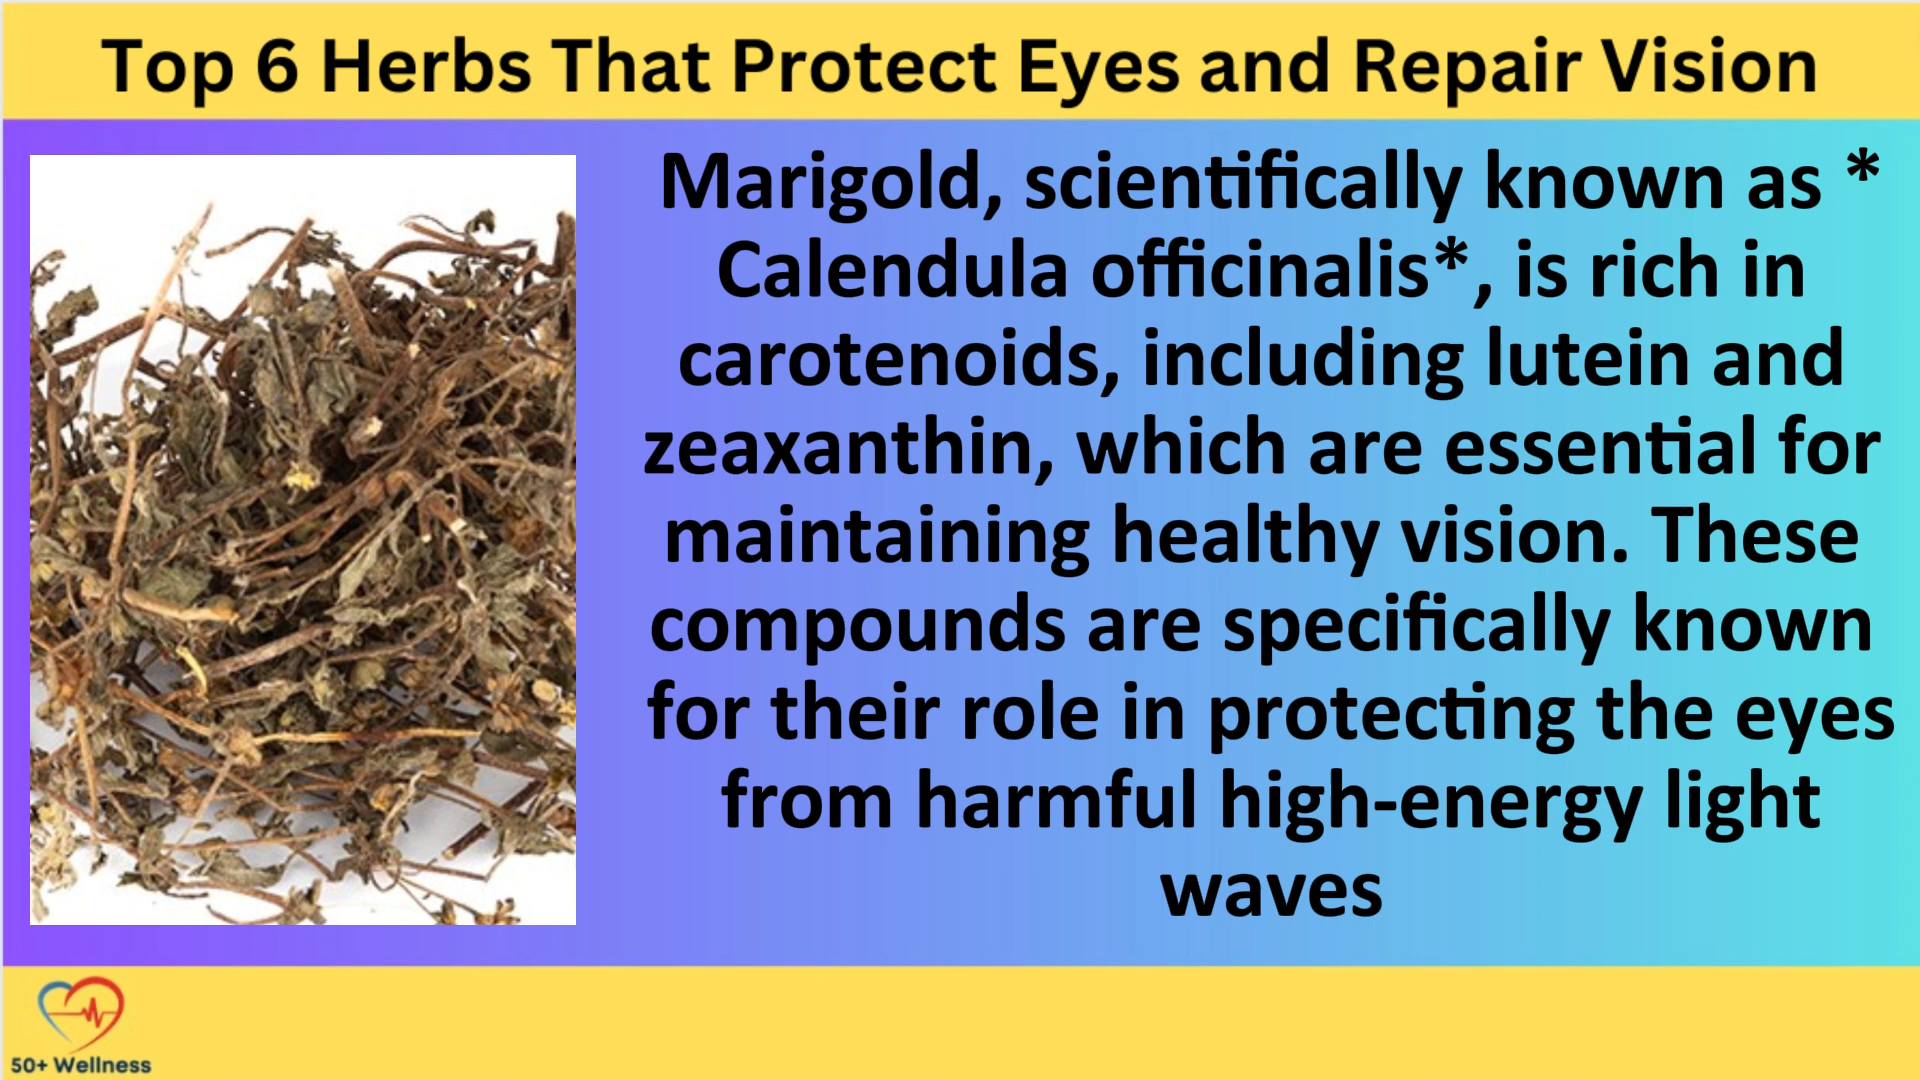 Top 6 Herbs That Protect Eyes and Repair Vision
Marigold, scientifically known as *
Calendula officinalis*, is rich in
carotenoids, including lutein and
zeaxanthin, which are essential for
maintaining healthy vision. These
compounds are specifically known
for their role in protecting the eyes
from harmful high-energy light
waves
50+ Wellness